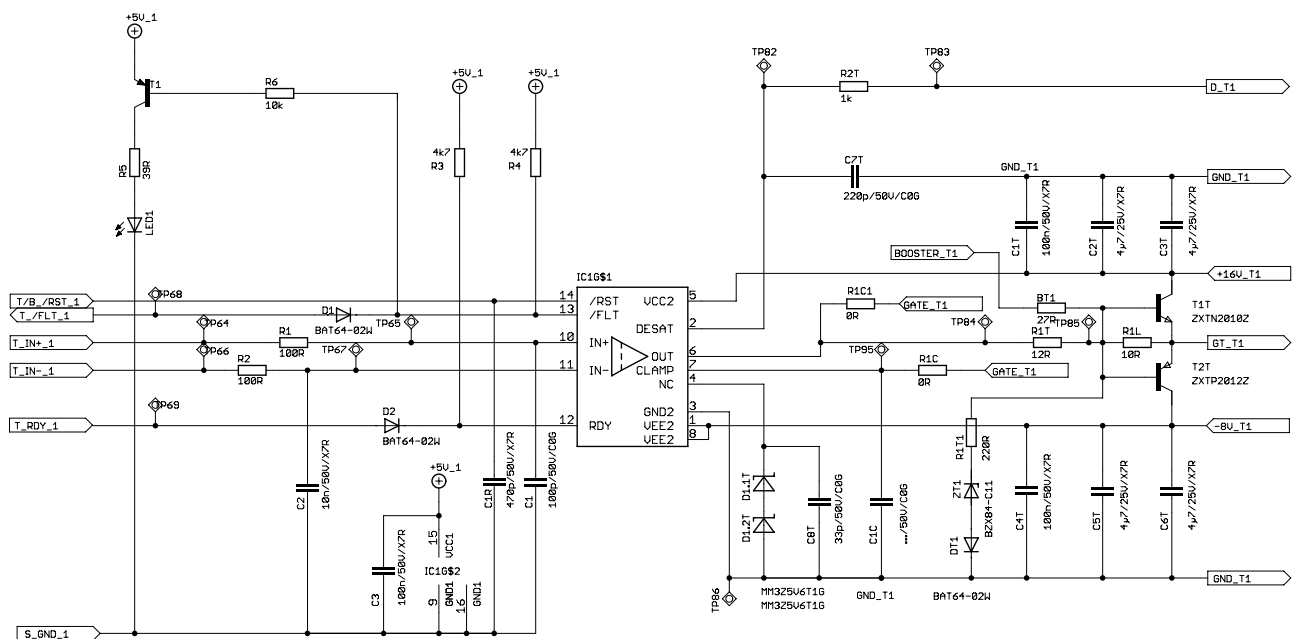 +5V_1
T1
R6
10k
R5
39R
LED1
+5V_1
+5V_1
4k7
R3
4k7
R4
TP82
TP83
R2T
1k
D_T1
C7T
220p/50V/C0G
GND_T1
GND_T1
C1T
100n/50V/X7R
C2T
4µ7/25V/X7R
C3T
4µ7/25V/X7R
BOOSTER_T1
+16V_T1
T/B_/RST_1
T_/FLT_1
TP68
D1
BAT64-02W
TP64
TP65
T_IN+_1
R1
100R
TP66
TP67
T_IN-_1
R2
100R
TP69
T_RDY_1
D2
BAT64-02W
IC1G$1
14
/RST
13
/FLT
10
IN+
11
IN-
12
RDY
VCC2
5
DESAT
2
OUT
6
CLAMP
7
NC
4
GND2
3
VEE2
1
VEE2
8
R1C1
0R
GATE_T1
TP84
BT1
27R
TP85
R1T
12R
R1L
10R
T1T
ZXTN2010Z
GT_T1
T2T
ZXTP2012Z
TP95
R1C
0R
GATE_T1
-8V_T1
R1T1
220R
ZT1
BZX84-C11
DT1
BAT64-02W
C4T
100n/50V/X7R
C5T
4µ7/25V/X7R
C6T
4µ7/25V/X7R
D1.1T
D1.2T
MM3Z5V6T1G
MM3Z5V6T1G
C8T
33p/50V/C0G
C1C
.../50V/C0G
GND_T1
GND_T1
TP86
C2
10n/50V/X7R
C1R
470p/50V/X7R
C1
100p/50V/C0G
+5V_1
C3
100n/50V/X7R
15
VCC1
IC1G$2
9
GND1
16
GND1
S_GND_1